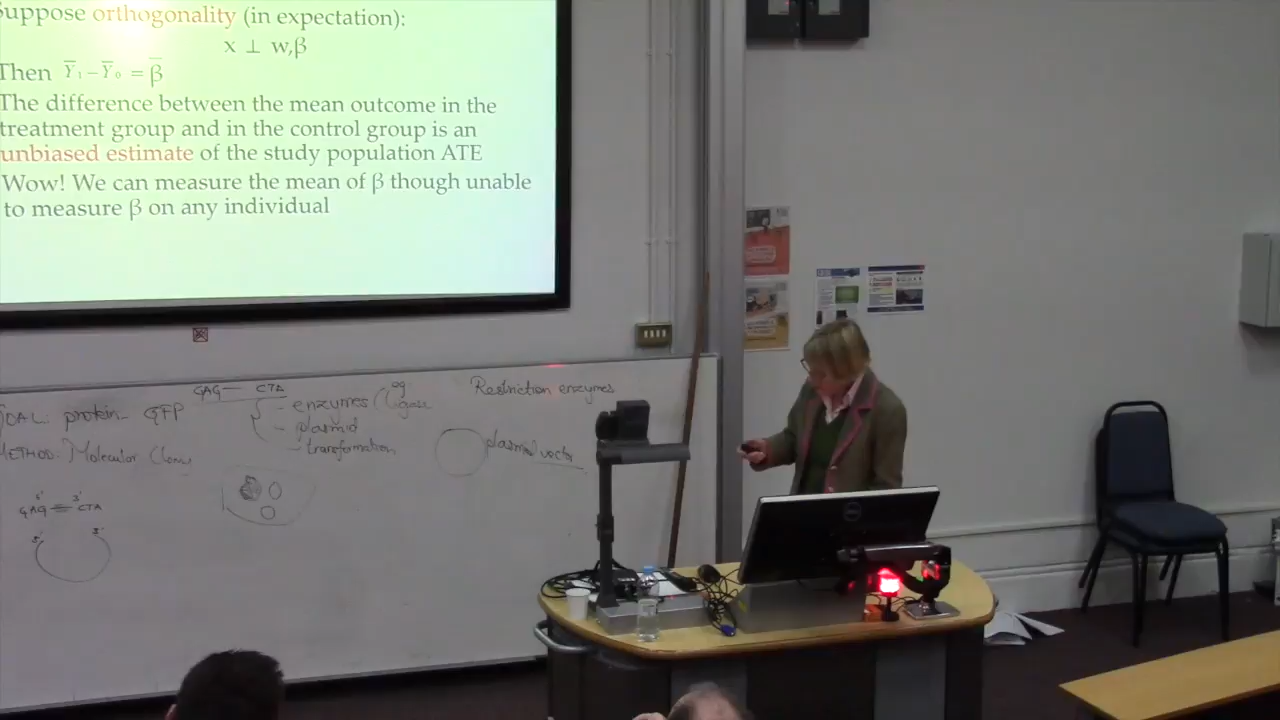 Suppose orthogonality (in expectation):
x ⊥ w,β
Then Ȳ₁ – Ȳ₀ = β̄
The difference between the mean outcome in the
treatment group and in the control group is an
unbiased estimate of the study population ATE
Wow! We can measure the mean of β though unable
to measure β on any individual
GAG — CTA
GOAL: protein – GFP
METHOD: Molecular
- enzymes (ligase
- plasmid
- transformation
Restriction enzymes
plasmid vector
5' 3'
GAG CTA
5' 3'
DELL